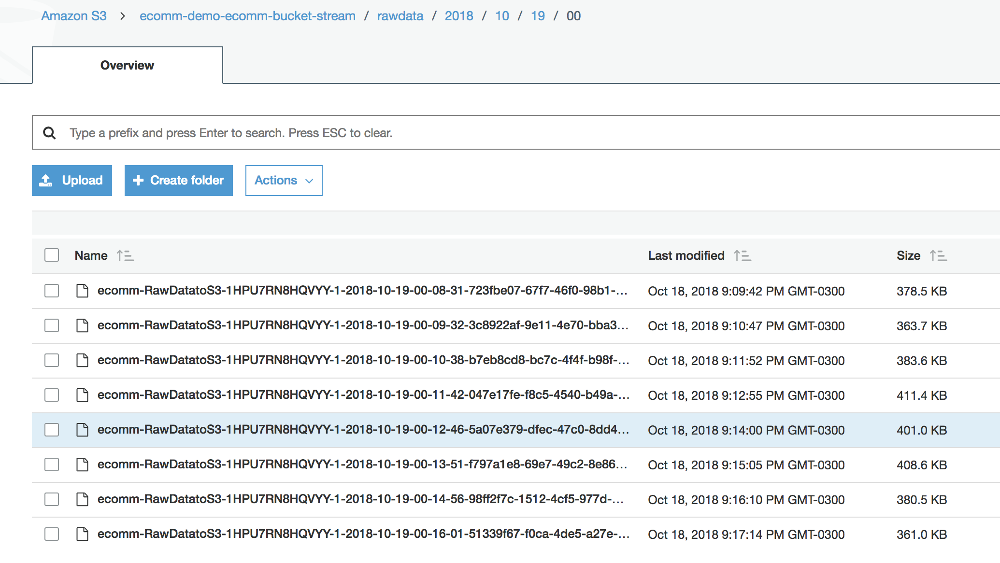 Amazon S3 > ecomm-demo-ecomm-bucket-stream / rawdata / 2018 / 10 / 19 / 00
Overview
Type a prefix and press Enter to search. Press ESC to clear.
Upload Create folder Actions
Name Last modified Size
ecomm-RawDatatoS3-1HPU7RN8HQVYY-1-2018-10-19-00-08-31-723fbe07-67f7-46f0-98b1-... Oct 18, 2018 9:09:42 PM GMT-0300 378.5 KB
ecomm-RawDatatoS3-1HPU7RN8HQVYY-1-2018-10-19-00-09-32-3c8922af-9e11-4e70-bba3... Oct 18, 2018 9:10:47 PM GMT-0300 363.7 KB
ecomm-RawDatatoS3-1HPU7RN8HQVYY-1-2018-10-19-00-10-38-b7eb8cd8-bc7c-4f4f-b98f-... Oct 18, 2018 9:11:52 PM GMT-0300 383.6 KB
ecomm-RawDatatoS3-1HPU7RN8HQVYY-1-2018-10-19-00-11-42-047e17fe-f8c5-4540-b49a-... Oct 18, 2018 9:12:55 PM GMT-0300 411.4 KB
ecomm-RawDatatoS3-1HPU7RN8HQVYY-1-2018-10-19-00-12-46-5a07e379-dfec-47c0-8dd4... Oct 18, 2018 9:14:00 PM GMT-0300 401.0 KB
ecomm-RawDatatoS3-1HPU7RN8HQVYY-1-2018-10-19-00-13-51-f797a1e8-69e7-49c2-8e86... Oct 18, 2018 9:15:05 PM GMT-0300 408.6 KB
ecomm-RawDatatoS3-1HPU7RN8HQVYY-1-2018-10-19-00-14-56-98ff2f7c-1512-4cf5-977d-... Oct 18, 2018 9:16:10 PM GMT-0300 380.5 KB
ecomm-RawDatatoS3-1HPU7RN8HQVYY-1-2018-10-19-00-16-01-51339f67-f0ca-4de5-a27e-... Oct 18, 2018 9:17:14 PM GMT-0300 361.0 KB